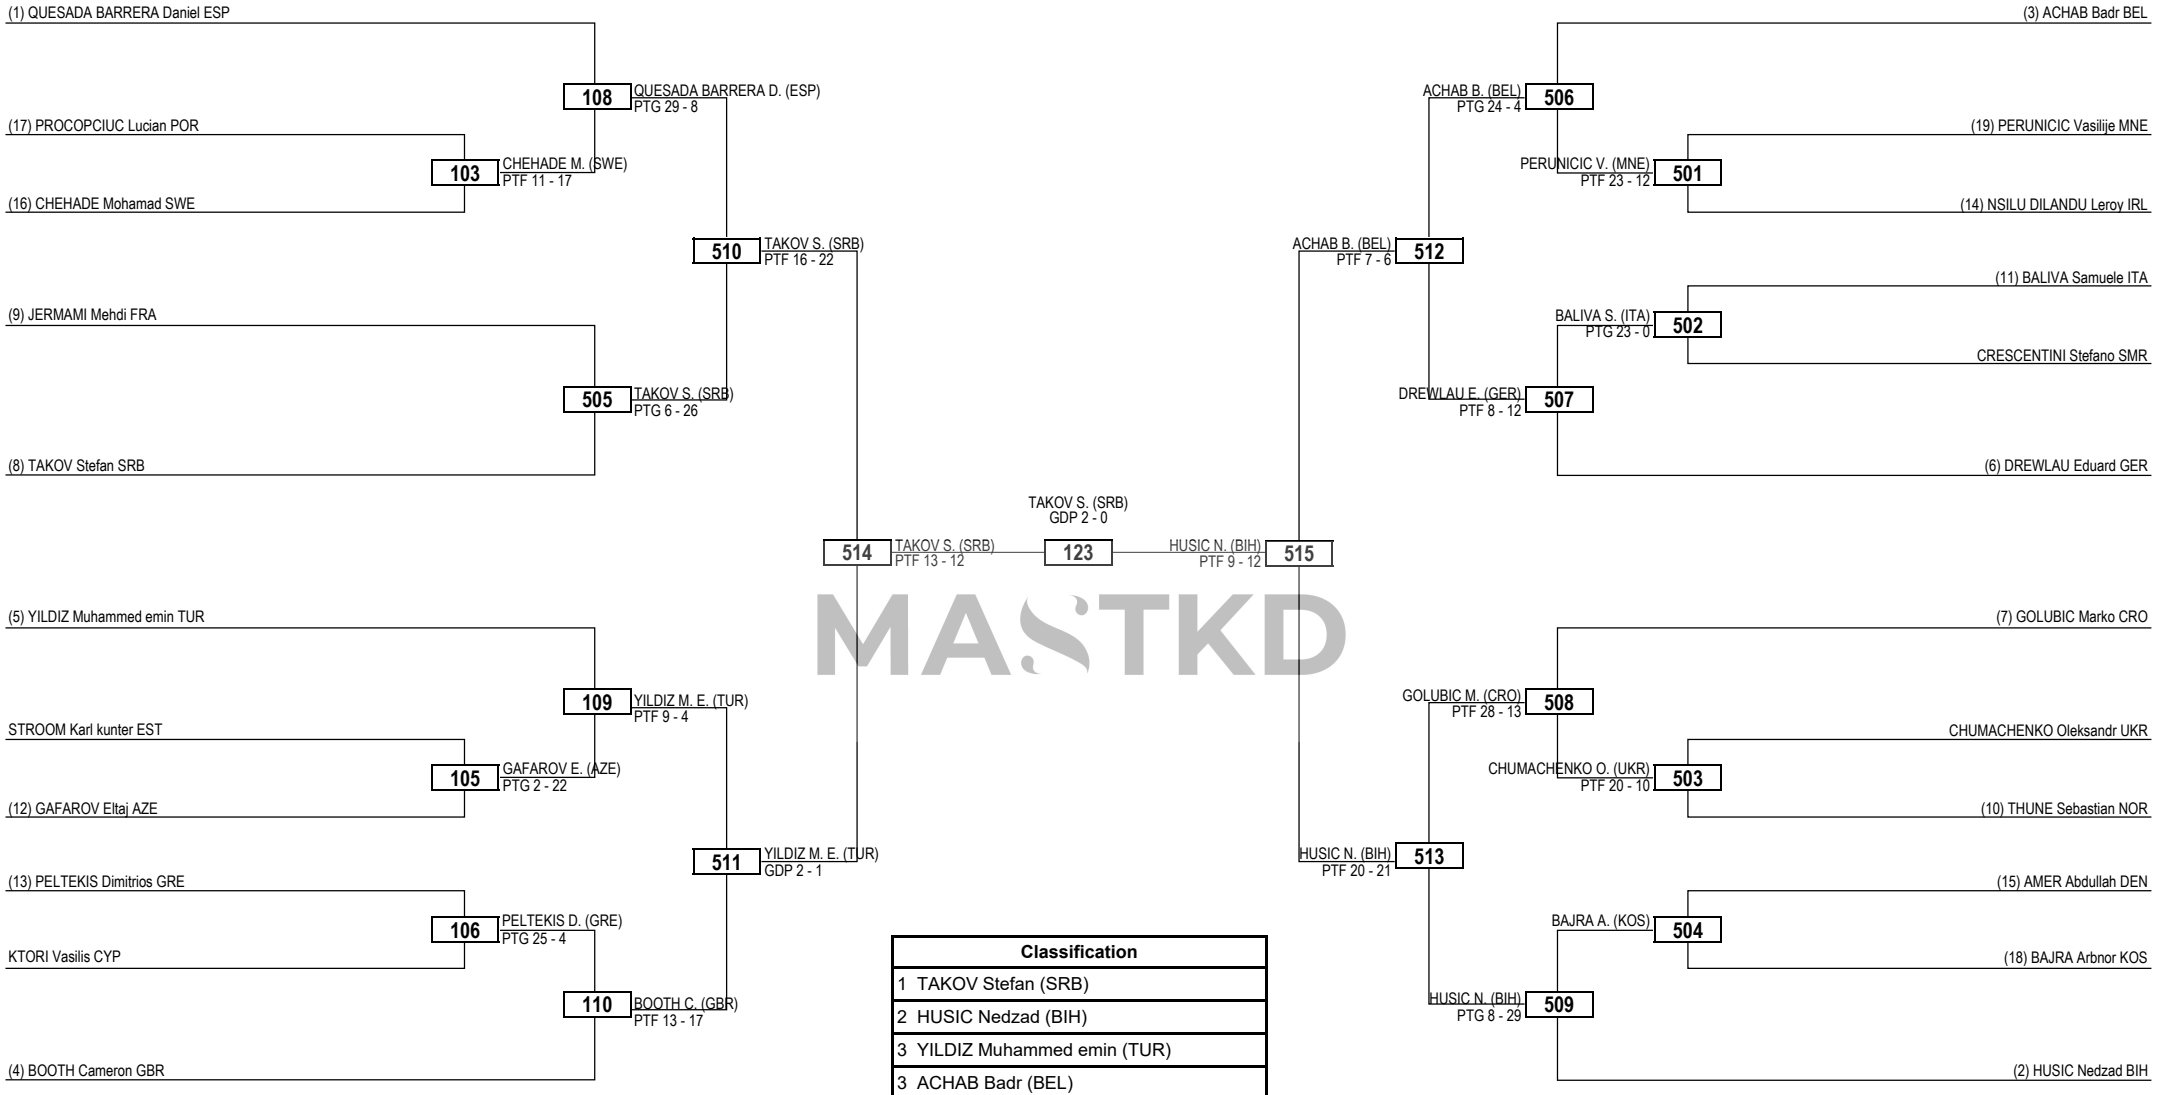 (1) QUESADA BARRERA Daniel ESP
108
QUESADA BARRERA D. (ESP)
PTG 29 - 8
(17) PROCOPCIUC Lucian POR
103
CHEHADE M. (SWE)
PTF 11 - 17
(16) CHEHADE Mohamad SWE
510
TAKOV S. (SRB)
PTF 16 - 22
(9) JERMAMI Mehdi FRA
505
TAKOV S. (SRB)
PTG 6 - 26
(8) TAKOV Stefan SRB
514
TAKOV S. (SRB)
PTF 13 - 12
(5) YILDIZ Muhammed emin TUR
109
YILDIZ M. E. (TUR)
PTF 9 - 4
STROOM Karl kunter EST
105
GAFAROV E. (AZE)
PTG 2 - 22
(12) GAFAROV Eltaj AZE
511
YILDIZ M. E. (TUR)
GDP 2 - 1
(13) PELTEKIS Dimitrios GRE
106
PELTEKIS D. (GRE)
PTG 25 - 4
KTORI Vasilis CYP
110
BOOTH C. (GBR)
PTF 13 - 17
(4) BOOTH Cameron GBR
TAKOV S. (SRB)
GDP 2 - 0
123
MASTKD
(3) ACHAB Badr BEL
ACHAB B. (BEL)
PTG 24 - 4
506
(19) PERUNICIC Vasilije MNE
PERUNICIC V. (MNE)
PTF 23 - 12
501
(14) NSILU DILANDU Leroy IRL
ACHAB B. (BEL)
PTF 7 - 6
512
(11) BALIVA Samuele ITA
BALIVA S. (ITA)
PTG 23 - 0
502
CRESCENTINI Stefano SMR
DREWLAU E. (GER)
PTF 8 - 12
507
(6) DREWLAU Eduard GER
HUSIC N. (BIH)
PTF 9 - 12
515
(7) GOLUBIC Marko CRO
GOLUBIC M. (CRO)
PTF 28 - 13
508
CHUMACHENKO Oleksandr UKR
CHUMACHENKO O. (UKR)
PTF 20 - 10
503
(10) THUNE Sebastian NOR
HUSIC N. (BIH)
PTF 20 - 21
513
(15) AMER Abdullah DEN
BAJRA A. (KOS)
504
(18) BAJRA Arbnor KOS
HUSIC N. (BIH)
PTG 8 - 29
509
(2) HUSIC Nedzad BIH
Classification
1 TAKOV Stefan (SRB)
2 HUSIC Nedzad (BIH)
3 YILDIZ Muhammed emin (TUR)
3 ACHAB Badr (BEL)